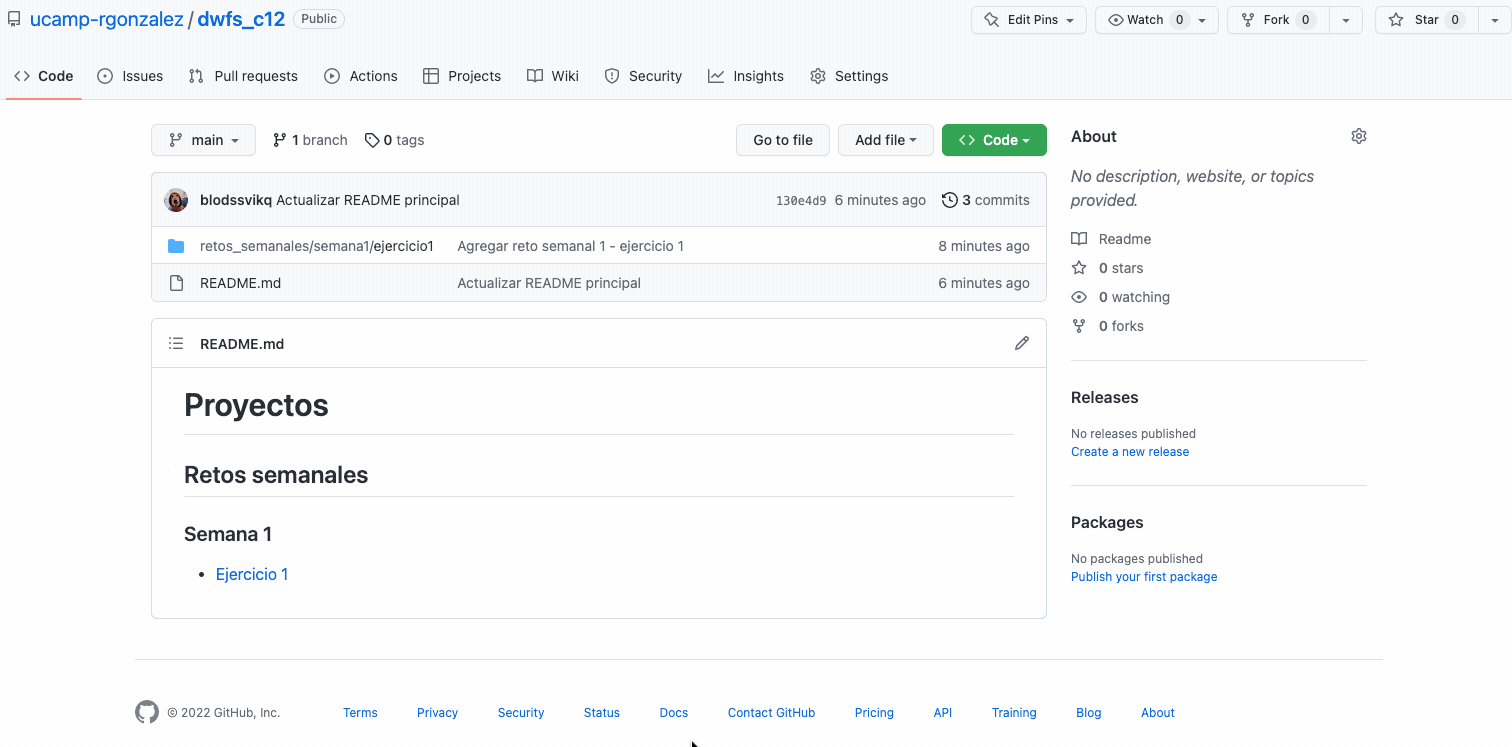 ucamp-rgonzalez / dwfs_c12 Public
Edit Pins Watch 0 Fork 0 Star 0
Code Issues Pull requests Actions Projects Wiki Security Insights Settings
main 1 branch 0 tags Go to file Add file Code
blodssvikq Actualizar README principal 130e4d9 6 minutes ago 3 commits
retos_semanales/semana1/ejercicio1 Agregar reto semanal 1 - ejercicio 1 8 minutes ago
README.md Actualizar README principal 6 minutes ago
README.md
Proyectos
Retos semanales
Semana 1
Ejercicio 1
About
No description, website, or topics
provided.
Readme
0 stars
0 watching
0 forks
Releases
No releases published
Create a new release
Packages
No packages published
Publish your first package
© 2022 GitHub, Inc. Terms Privacy Security Status Docs Contact GitHub Pricing API Training Blog About